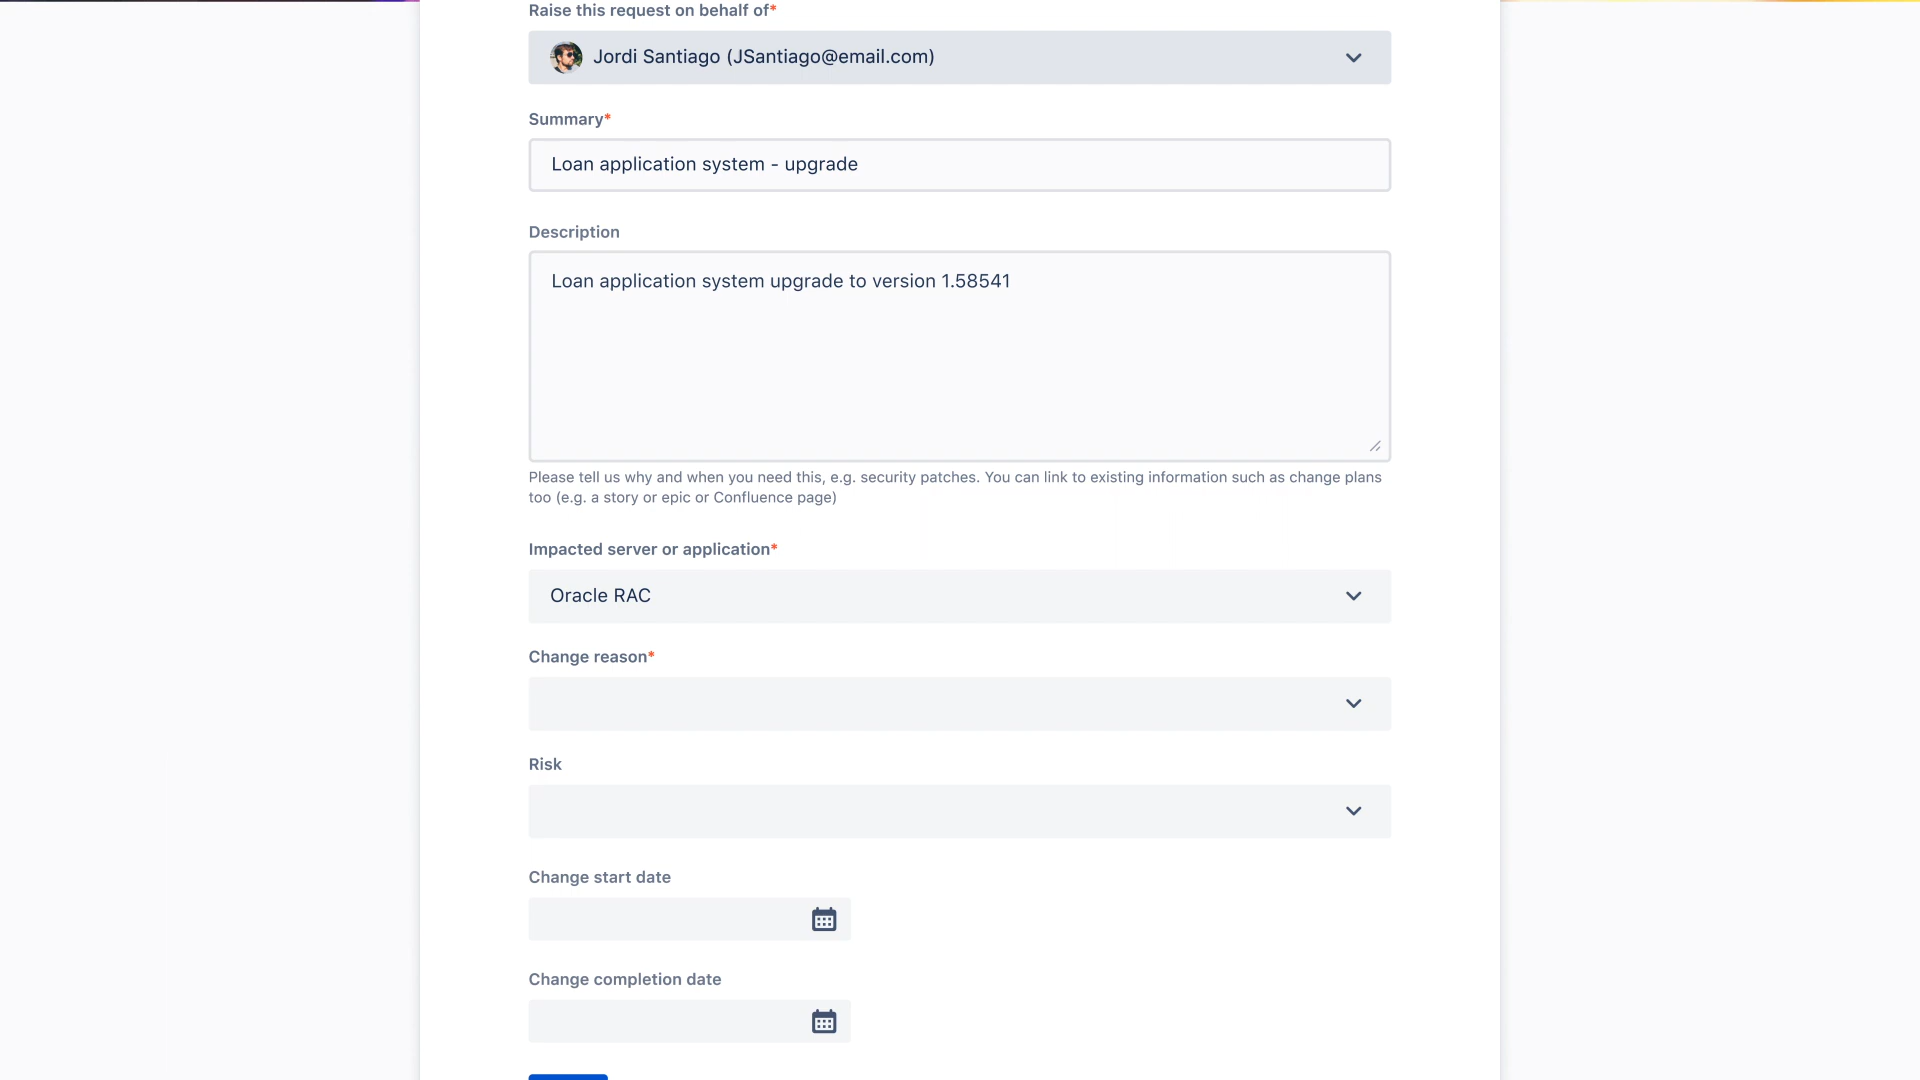 Raise this request on behalf of*
Jordi Santiago (JSantiago@email.com)
Summary*
Loan application system - upgrade
Description
Loan application system upgrade to version 1.58541
Please tell us why and when you need this, e.g. security patches. You can link to existing information such as change plans
too (e.g. a story or epic or Confluence page)
Impacted server or application*
Oracle RAC
Change reason*
Risk
Change start date
Change completion date